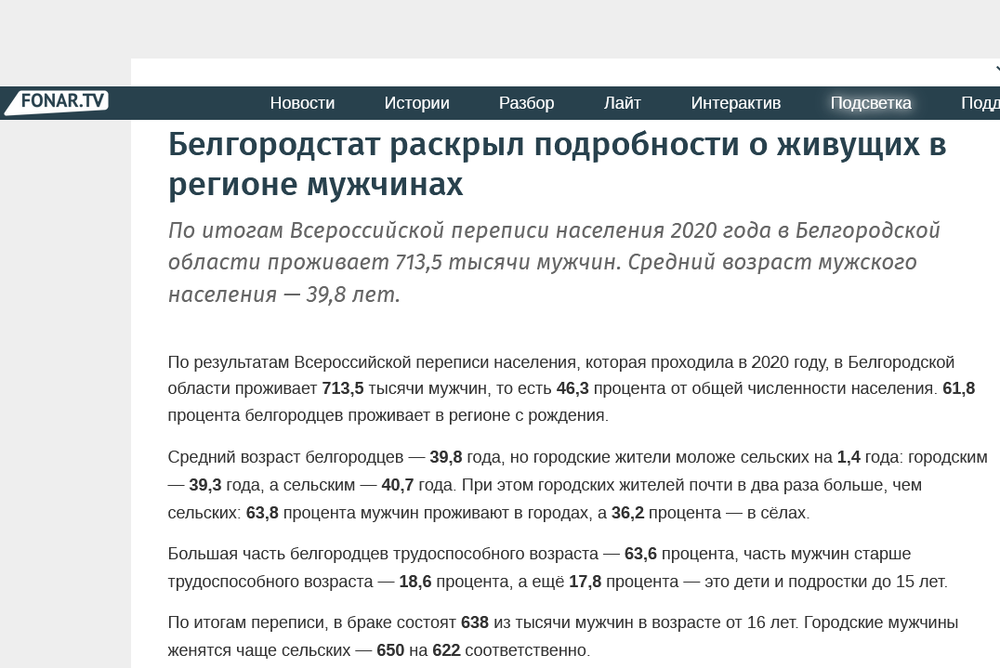 FONAR.TV
Новости Истории Разбор Лайт Интерактив Подсветка
Белгородстат раскрыл подробности о живущих в
регионе мужчинах
По итогам Всероссийской переписи населения 2020 года в Белгородской
области проживает 713,5 тысячи мужчин. Средний возраст мужского
населения — 39,8 лет.
По результатам Всероссийской переписи населения, которая проходила в 2020 году, в Белгородской
области проживает 713,5 тысячи мужчин, то есть 46,3 процента от общей численности населения. 61,8
процента белгородцев проживает в регионе с рождения.
Средний возраст белгородцев — 39,8 года, но городские жители моложе сельских на 1,4 года: городским
— 39,3 года, а сельским — 40,7 года. При этом городских жителей почти в два раза больше, чем
сельских: 63,8 процента мужчин проживают в городах, а 36,2 процента — в сёлах.
Большая часть белгородцев трудоспособного возраста — 63,6 процента, часть мужчин старше
трудоспособного возраста — 18,6 процента, а ещё 17,8 процента — это дети и подростки до 15 лет.
По итогам переписи, в браке состоят 638 из тысячи мужчин в возрасте от 16 лет. Городские мужчины
женятся чаще сельских — 650 на 622 соответственно.